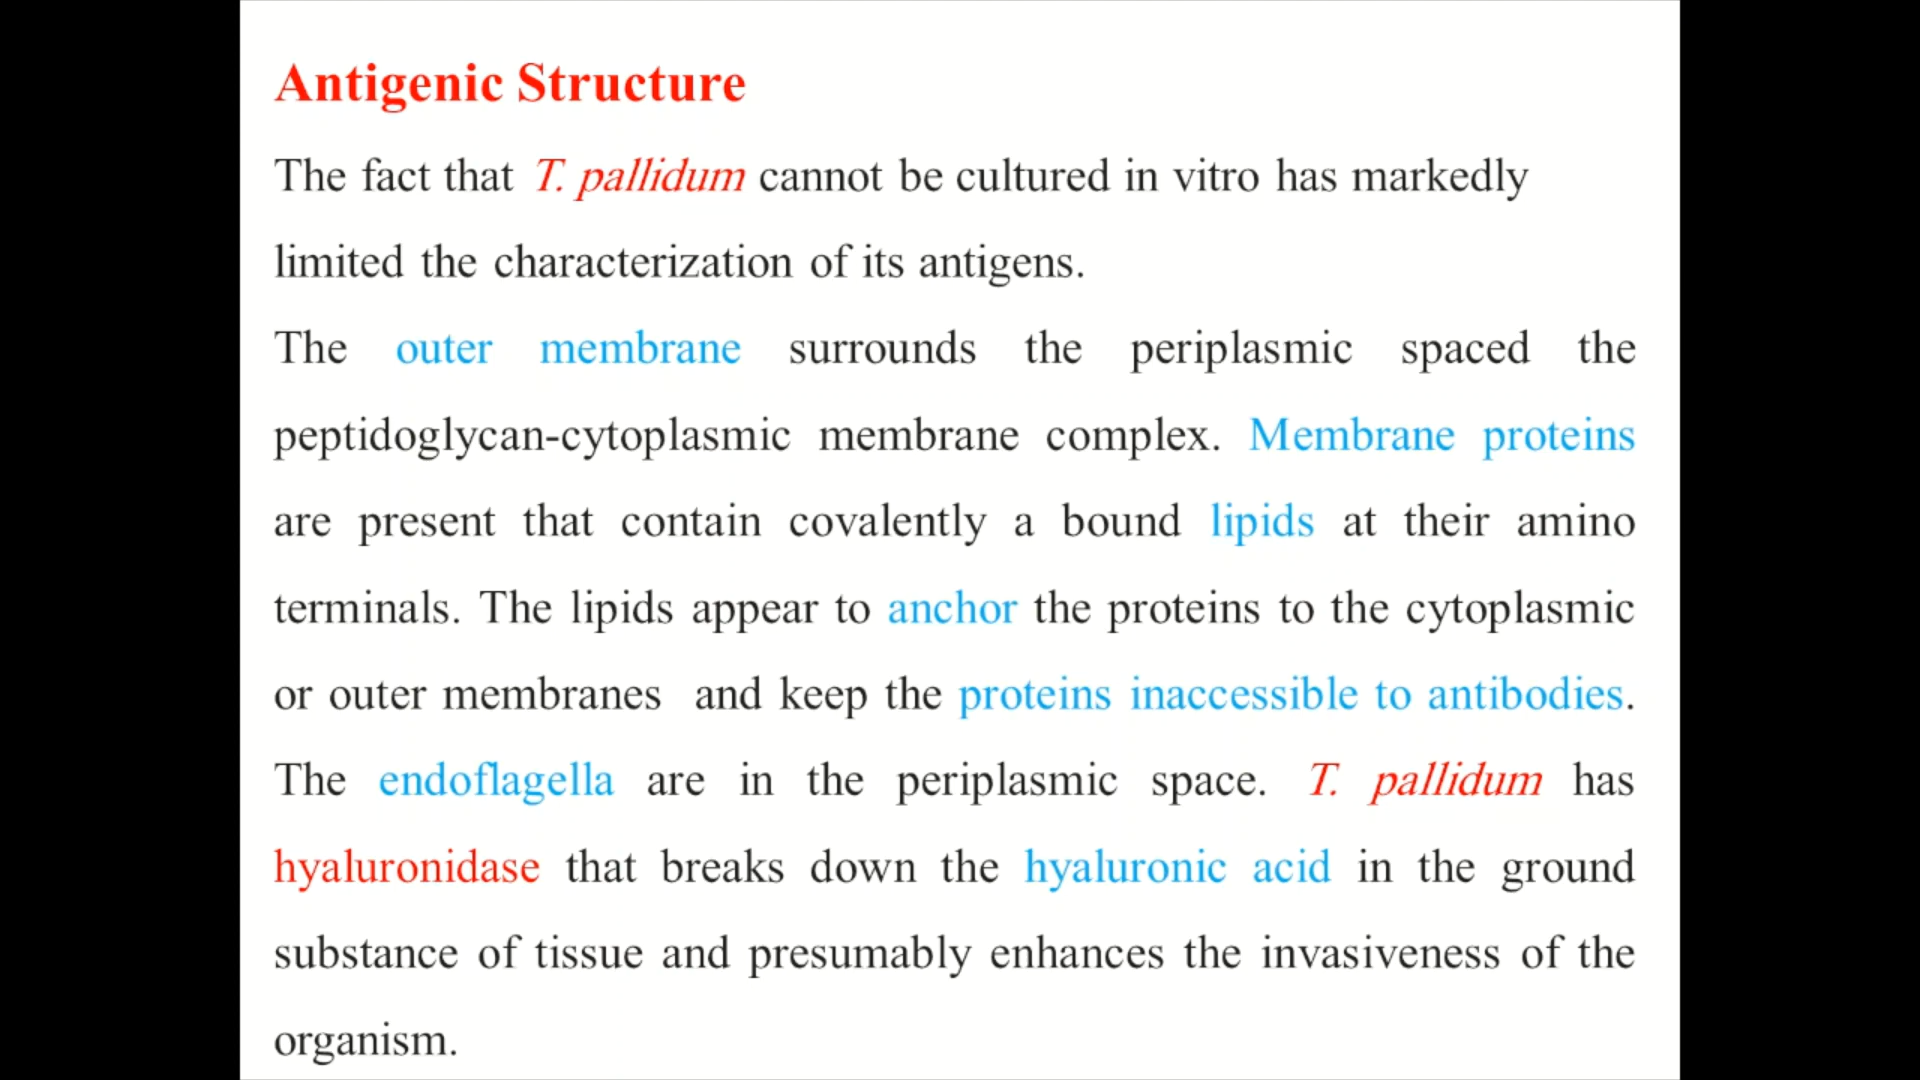 Antigenic Structure
The fact that T. pallidum cannot be cultured in vitro has markedly
limited the characterization of its antigens.
The outer membrane surrounds the periplasmic spaced the
peptidoglycan-cytoplasmic membrane complex. Membrane proteins
are present that contain covalently a bound lipids at their amino
terminals. The lipids appear to anchor the proteins to the cytoplasmic
or outer membranes and keep the proteins inaccessible to antibodies.
The endoflagella are in the periplasmic space. T. pallidum has
hyaluronidase that breaks down the hyaluronic acid in the ground
substance of tissue and presumably enhances the invasiveness of the
organism.